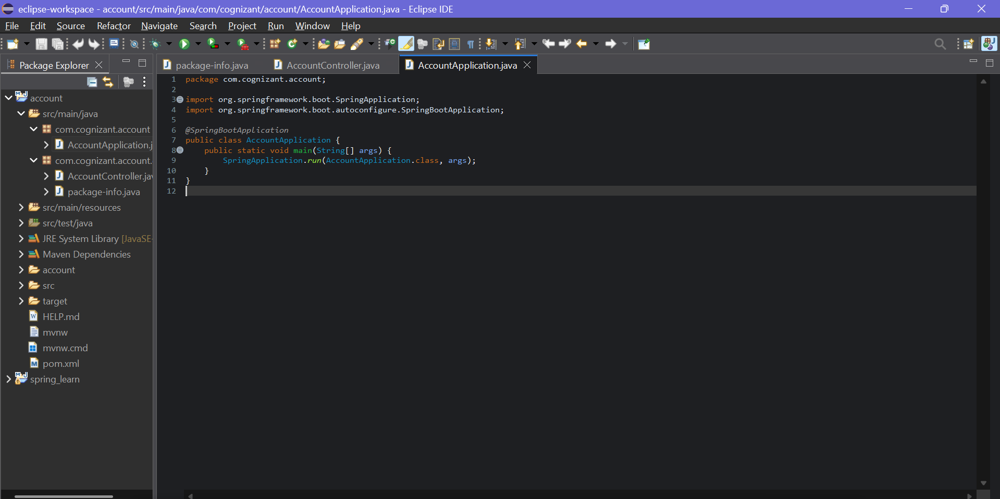 eclipse-workspace - account/src/main/java/com/cognizant/account/AccountApplication.java - Eclipse IDE
File Edit Source Refactor Navigate Search Project Run Window Help
Package Explorer
account
src/main/java
com.cognizant.account
AccountApplication.j
com.cognizant.account.
AccountController.jav
package-info.java
src/main/resources
src/test/java
JRE System Library [JavaSE-
Maven Dependencies
account
src
target
HELP.md
mvnw
mvnw.cmd
pom.xml
spring_learn
package-info.java AccountController.java AccountApplication.java
1 package com.cognizant.account;
2
3 import org.springframework.boot.SpringApplication;
4 import org.springframework.boot.autoconfigure.SpringBootApplication;
5
6 @SpringBootApplication
7 public class AccountApplication {
8 public static void main(String[] args) {
9 SpringApplication.run(AccountApplication.class, args);
10 }
11 }
12